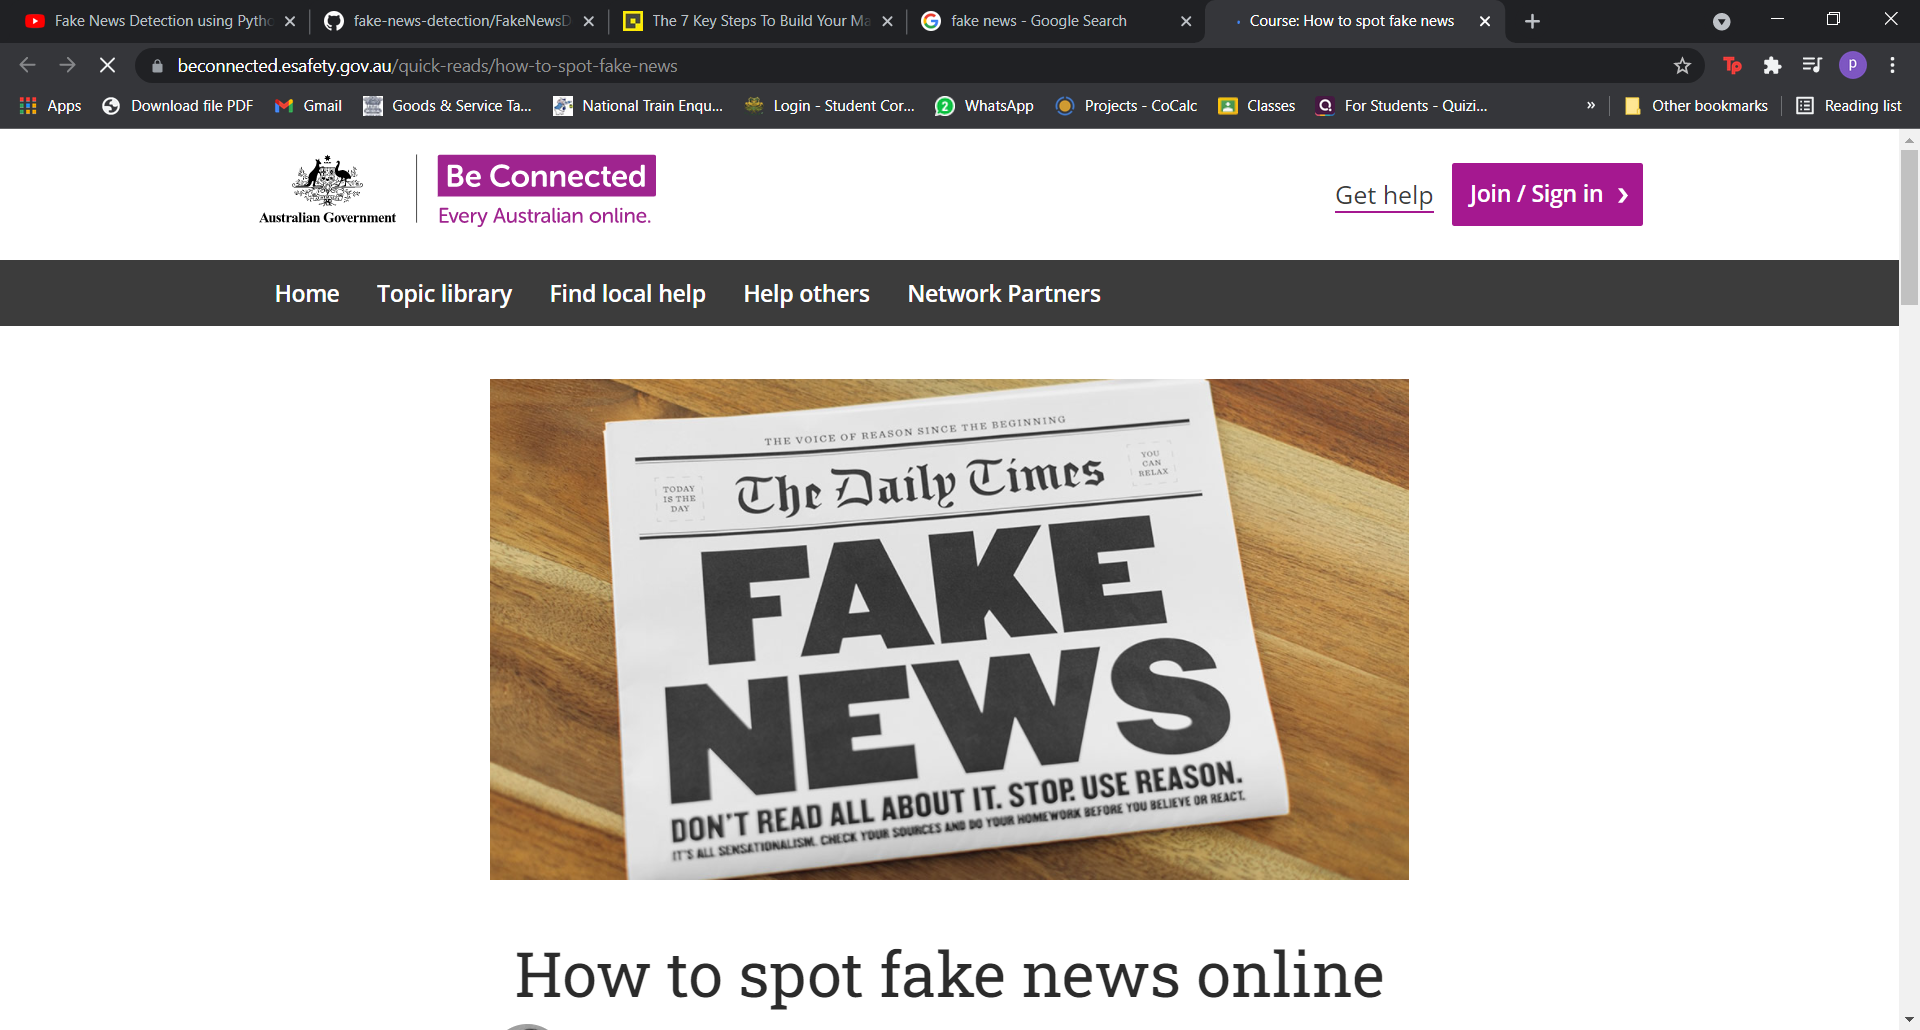 Fake News Detection using Pytho
fake-news-detection/FakeNewsD
The 7 Key Steps To Build Your Ma
fake news - Google Search
Course: How to spot fake news
beconnected.esafety.gov.au/quick-reads/how-to-spot-fake-news
Tp
P
Apps
Download file PDF
Gmail
Goods & Service Ta...
National Train Enqu...
Login - Student Cor...
2
WhatsApp
Projects - CoCalc
Classes
For Students - Quizi...
»
Other bookmarks
Reading list
Australian Government
Be Connected
Every Australian online.
Get help
Join / Sign in ›
Home
Topic library
Find local help
Help others
Network Partners
THE VOICE OF REASON SINCE THE BEGINNING
TODAY
IS THE
DAY
The Daily Times
YOU
CAN
RELAX
FAKE
NEWS
DON'T READ ALL ABOUT IT. STOP. USE REASON.
IT'S ALL SENSATIONALISM. CHECK YOUR SOURCES AND DO YOUR HOMEWORK BEFORE YOU BELIEVE OR REACT.
How to spot fake news online